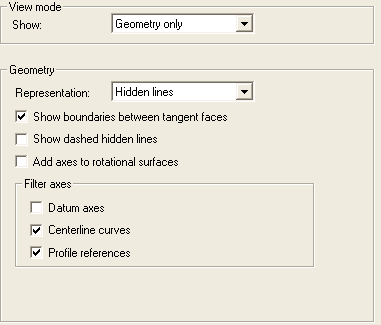 View mode
Show: Geometry only
Geometry
Representation: Hidden lines
Show boundaries between tangent faces
Show dashed hidden lines
Add axes to rotational surfaces
Filter axes
Datum axes
Centerline curves
Profile references